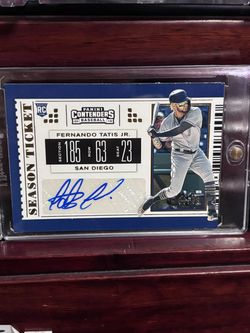 RC
PANINI
CONTENDERS
BASEBALL
SEASON TICKET
FERNANDO TATIS JR.
SECTION 185 ROW 63 SEAT 23
SAN DIEGO